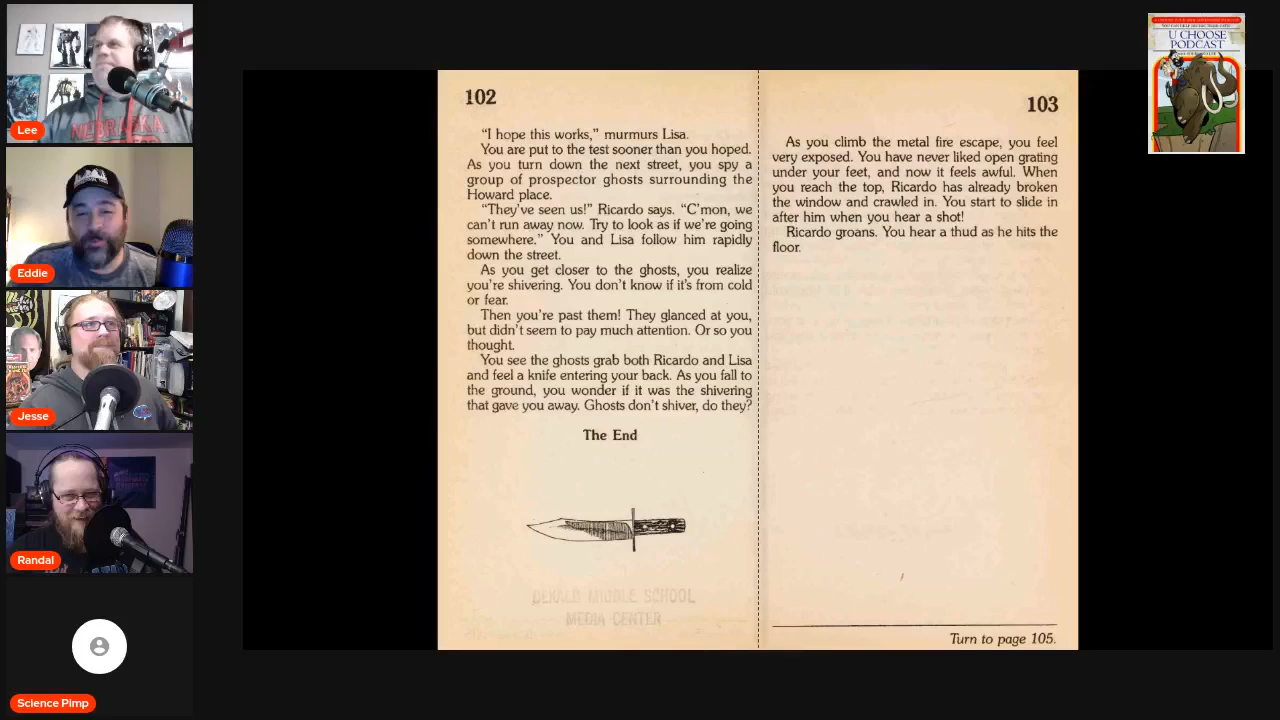 Lee
NEBRASKA
Eddie
Jesse
Randal
Science Pimp
102
“I hope this works,” murmurs Lisa.
You are put to the test sooner than you hoped.
As you turn down the next street, you spy a
group of prospector ghosts surrounding the
Howard place.
“They’ve seen us!” Ricardo says. “C’mon, we
can’t run away now. Try to look as if we’re going
somewhere.” You and Lisa follow him rapidly
down the street.
As you get closer to the ghosts, you realize
you’re shivering. You don’t know if it’s from cold
or fear.
Then you’re past them! They glanced at you,
but didn’t seem to pay much attention. Or so you
thought.
You see the ghosts grab both Ricardo and Lisa
and feel a knife entering your back. As you fall to
the ground, you wonder if it was the shivering
that gave you away. Ghosts don’t shiver, do they?
The End
MIDDLE SCHOOL
MEDIA CENTER
103
As you climb the metal fire escape, you feel
very exposed. You have never liked open grating
under your feet, and now it feels awful. When
you reach the top, Ricardo has already broken
the window and crawled in. You start to slide in
after him when you hear a shot!
Ricardo groans. You hear a thud as he hits the
floor.
Turn to page 105.
U CHOOSE
PODCAST